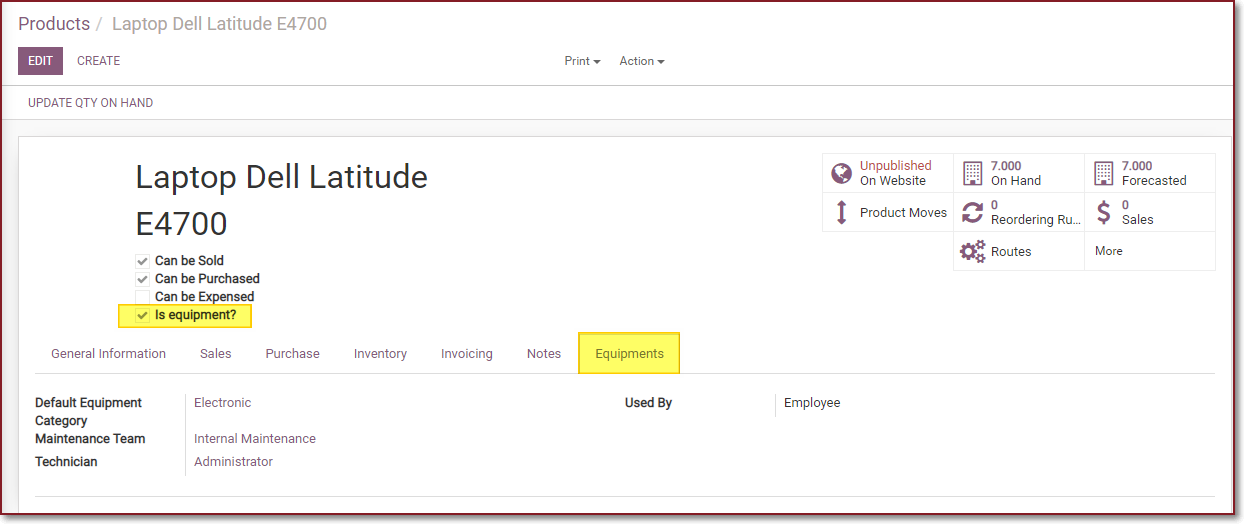 Products / Laptop Dell Latitude E4700
EDIT CREATE Print Action
UPDATE QTY ON HAND
Laptop Dell Latitude
E4700
Unpublished
On Website
7.000
On Hand
7.000
Forecasted
Product Moves
0
Reordering Ru...
0
Sales
Routes
More
Can be Sold
Can be Purchased
Can be Expensed
Is equipment?
General Information Sales Purchase Inventory Invoicing Notes Equipments
Default Equipment
Category
Electronic
Used By Employee
Maintenance Team Internal Maintenance
Technician Administrator